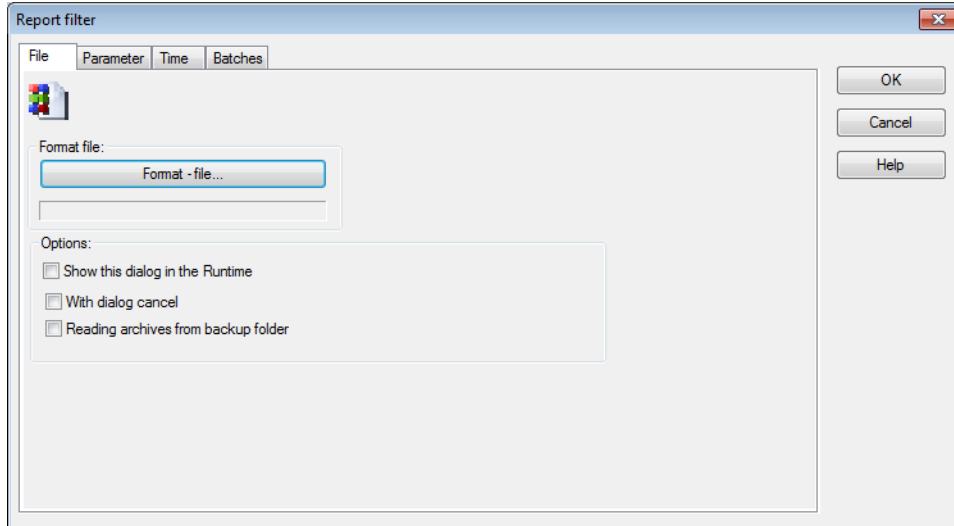 Report filter
File Parameter Time Batches
OK
Cancel
Help
Format file:
Format - file...
Options:
Show this dialog in the Runtime
With dialog cancel
Reading archives from backup folder